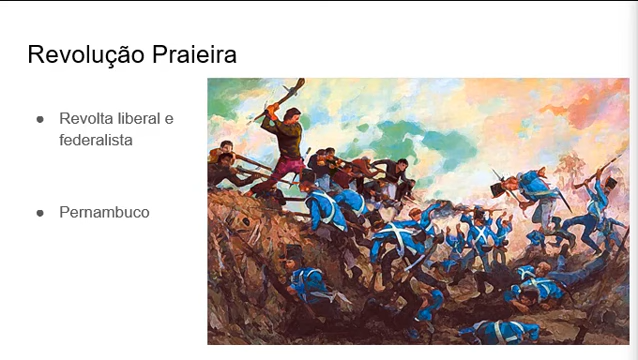 Revolução Praieira
● Revolta liberal e
federalista
● Pernambuco